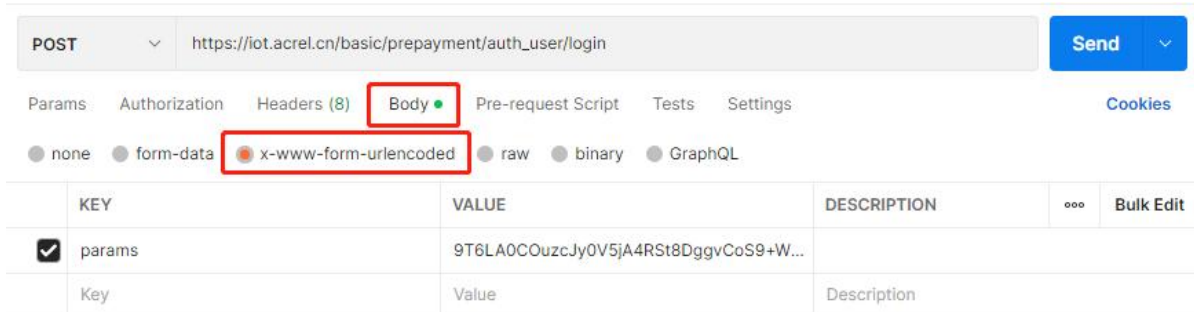 POST https://iot.acrel.cn/basic/prepayment/auth_user/login Send
Params Authorization Headers (8) Body Pre-request Script Tests Settings Cookies
none form-data x-www-form-urlencoded raw binary GraphQL
KEY VALUE DESCRIPTION ooo Bulk Edit
params 9T6LA0COuzcJy0V5jA4RSt8DggvCoS9+W...
Key Value Description